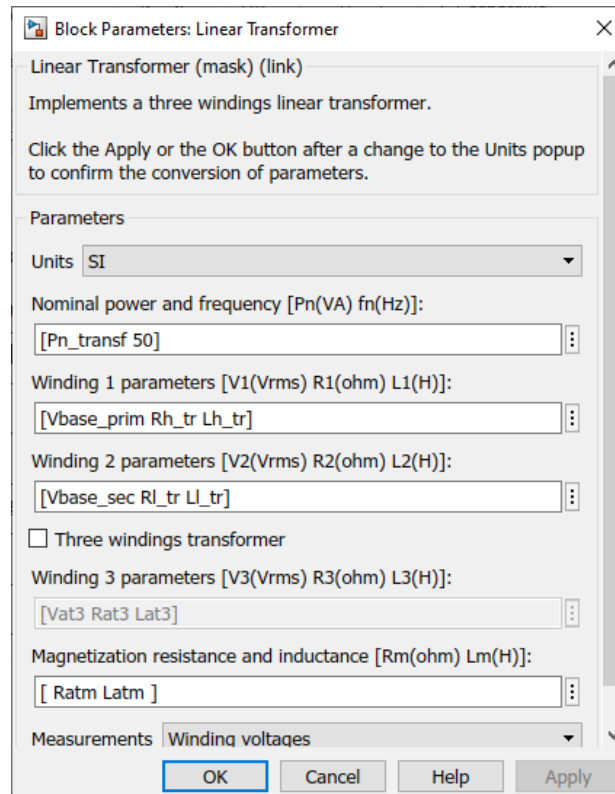 Block Parameters: Linear Transformer
Linear Transformer (mask) (link)
Implements a three windings linear transformer.
Click the Apply or the OK button after a change to the Units popup
to confirm the conversion of parameters.
Parameters
Units SI
Nominal power and frequency [Pn(VA) fn(Hz)]:
[Pn_transf 50]
Winding 1 parameters [V1(Vrms) R1(ohm) L1(H)]:
[Vbase_prim Rh_tr Lh_tr]
Winding 2 parameters [V2(Vrms) R2(ohm) L2(H)]:
[Vbase_sec Rl_tr Ll_tr]
Three windings transformer
Winding 3 parameters [V3(Vrms) R3(ohm) L3(H)]:
[Vat3 Rat3 Lat3]
Magnetization resistance and inductance [Rm(ohm) Lm(H)]:
[ Ratm Latm ]
Measurements Winding voltages
OK Cancel Help Apply